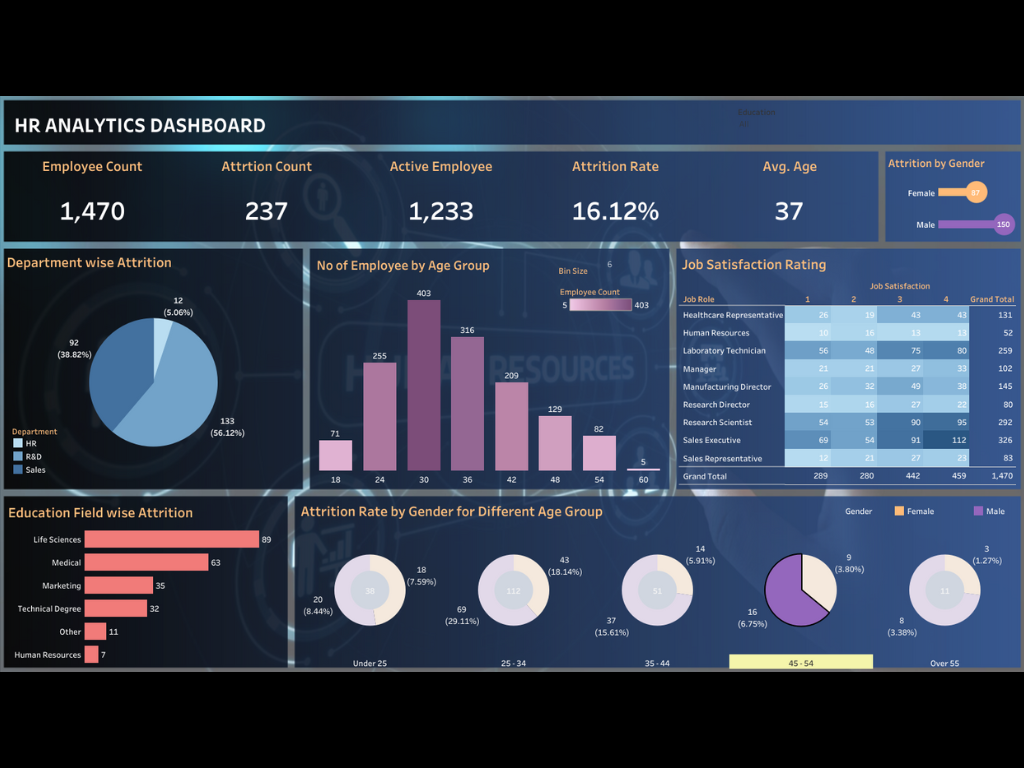 HR ANALYTICS DASHBOARD
Education
Employee Count
Attrtion Count
Active Employee
Attrition Rate
Avg. Age
1,470
237
1,233
16.12%
37
Attrition by Gender
Female 87
Male 150
Department wise Attrition
12
(5.06%)
92
(38.82%)
133
(56.12%)
Department
HR
R&D
Sales
No of Employee by Age Group
Bin Size 6
Employee Count
5 403
71
255
403
316
209
129
82
5
18 24 30 36 42 48 54 60
HUMAN RESOURCES
Job Satisfaction Rating
Job Satisfaction
Job Role 1 2 3 4 Grand Total
Healthcare Representative 26 19 43 43 131
Human Resources 10 16 13 13 52
Laboratory Technician 56 48 75 80 259
Manager 21 21 27 33 102
Manufacturing Director 26 32 49 38 145
Research Director 15 16 27 22 80
Research Scientist 54 53 90 95 292
Sales Executive 69 54 91 112 326
Sales Representative 12 21 27 23 83
Grand Total 289 280 442 459 1,470
Education Field wise Attrition
Life Sciences 89
Medical 63
Marketing 35
Technical Degree 32
Other 11
Human Resources 7
Attrition Rate by Gender for Different Age Group
Gender Female Male
18
(7.59%)
38
20
(8.44%)
Under 25
43
(18.14%)
112
69
(29.11%)
25 - 34
14
(5.91%)
51
37
(15.61%)
35 - 44
9
(3.80%)
16
(6.75%)
45 - 54
3
(1.27%)
11
8
(3.38%)
Over 55